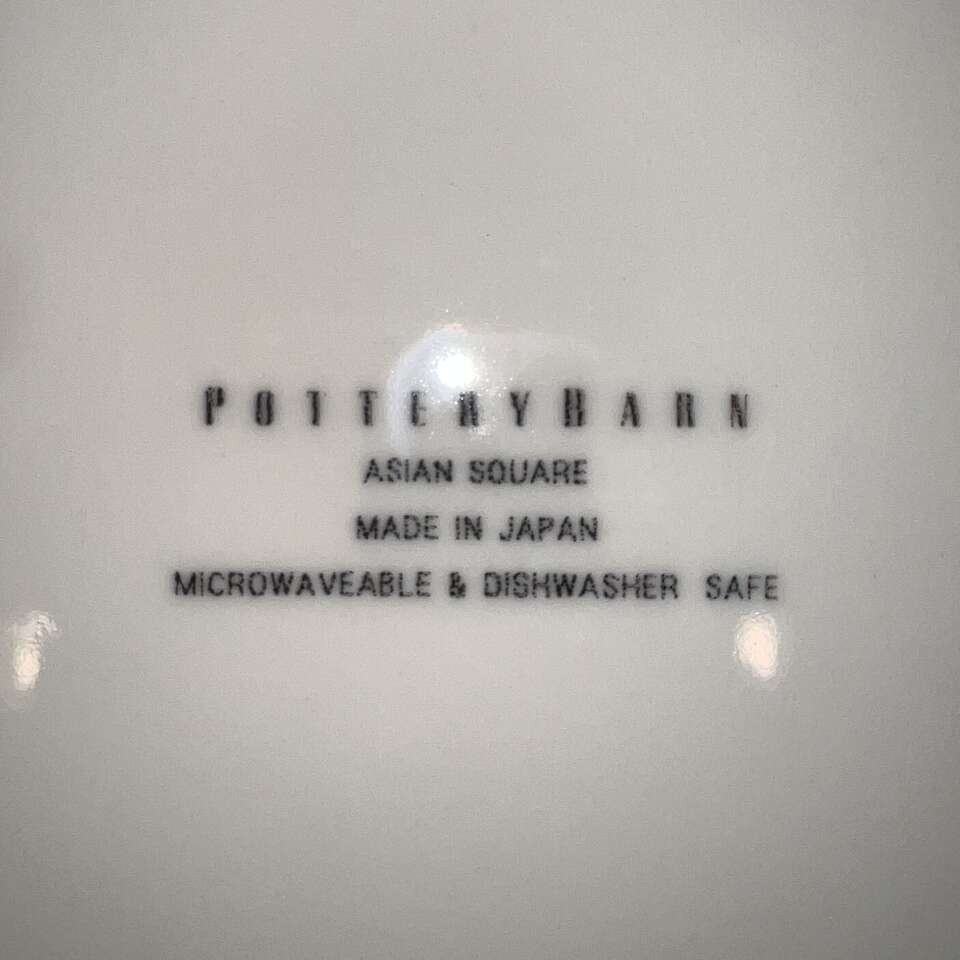 POTTERYBARN
ASIAN SQUARE
MADE IN JAPAN
MICROWAVEABLE & DISHWASHER SAFE